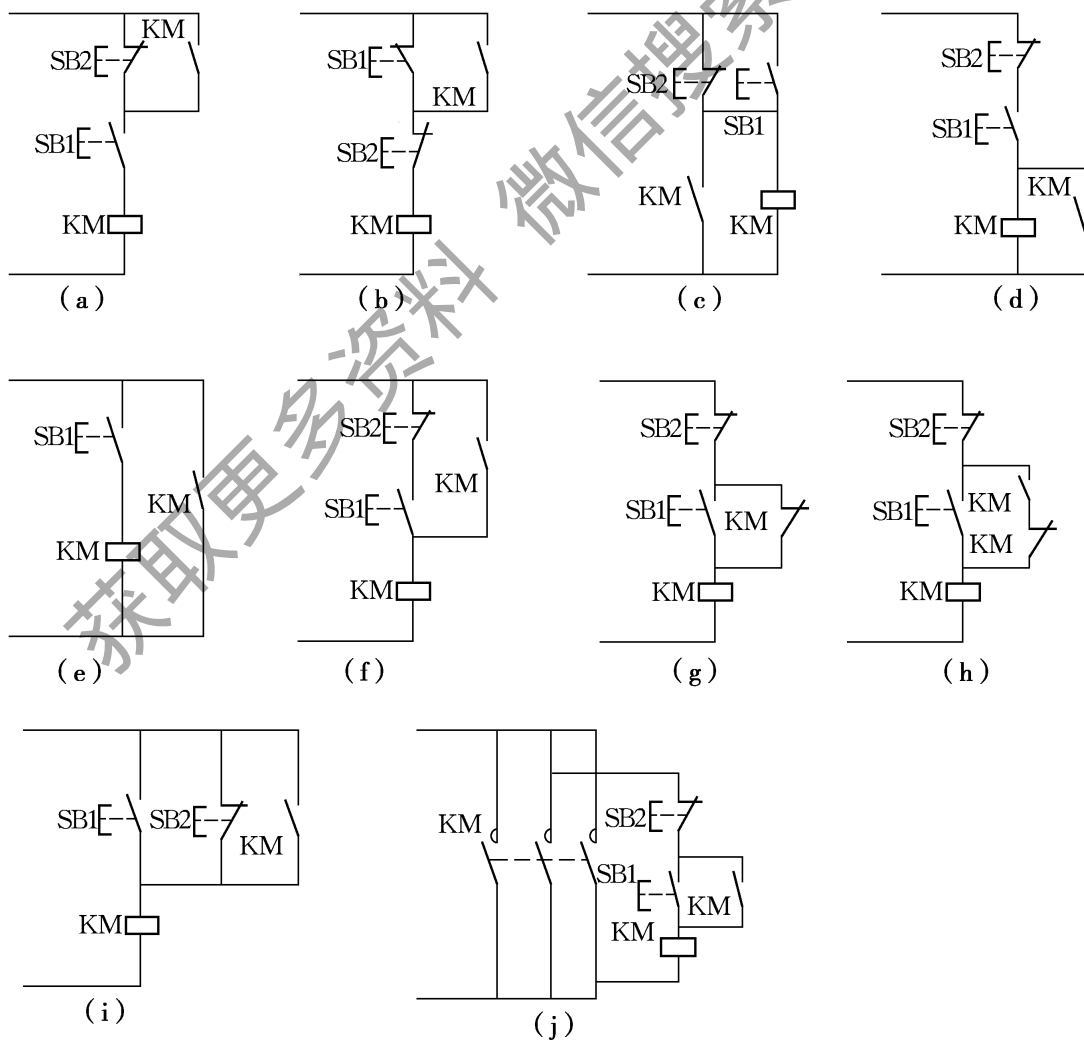 KM
SB2
SB1
KM
(a)
SB1
KM
SB2
KM
(b)
SB2
SB1
KM
KM
(c)
SB2
SB1
KM
KM
(d)
SB1
KM
KM
(e)
SB2
KM
SB1
KM
(f)
SB2
SB1
KM
KM
(g)
SB2
KM
SB1
KM
KM
(h)
SB1
SB2
KM
KM
(i)
KM
SB2
SB1
KM
KM
(j)
获取更多资料 微信搜索